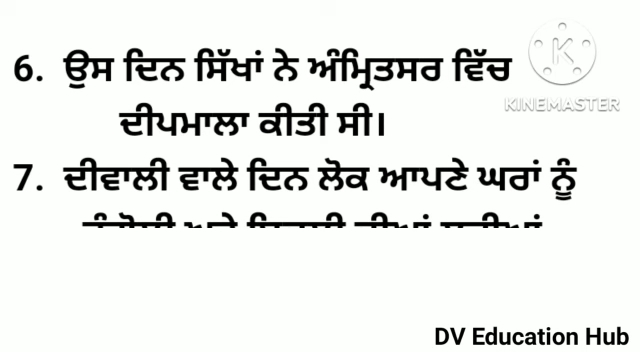 6. ਉਸ ਦਿਨ ਸਿੱਖਾਂ ਨੇ ਅੰਮ੍ਰਿਤਸਰ ਵਿੱਚ
ਦੀਪਮਾਲਾ ਕੀਤੀ ਸੀ।
7. ਦੀਵਾਲੀ ਵਾਲੇ ਦਿਨ ਲੋਕ ਆਪਣੇ ਘਰਾਂ ਨੂੰ
KINEMASTER
DV Education Hub